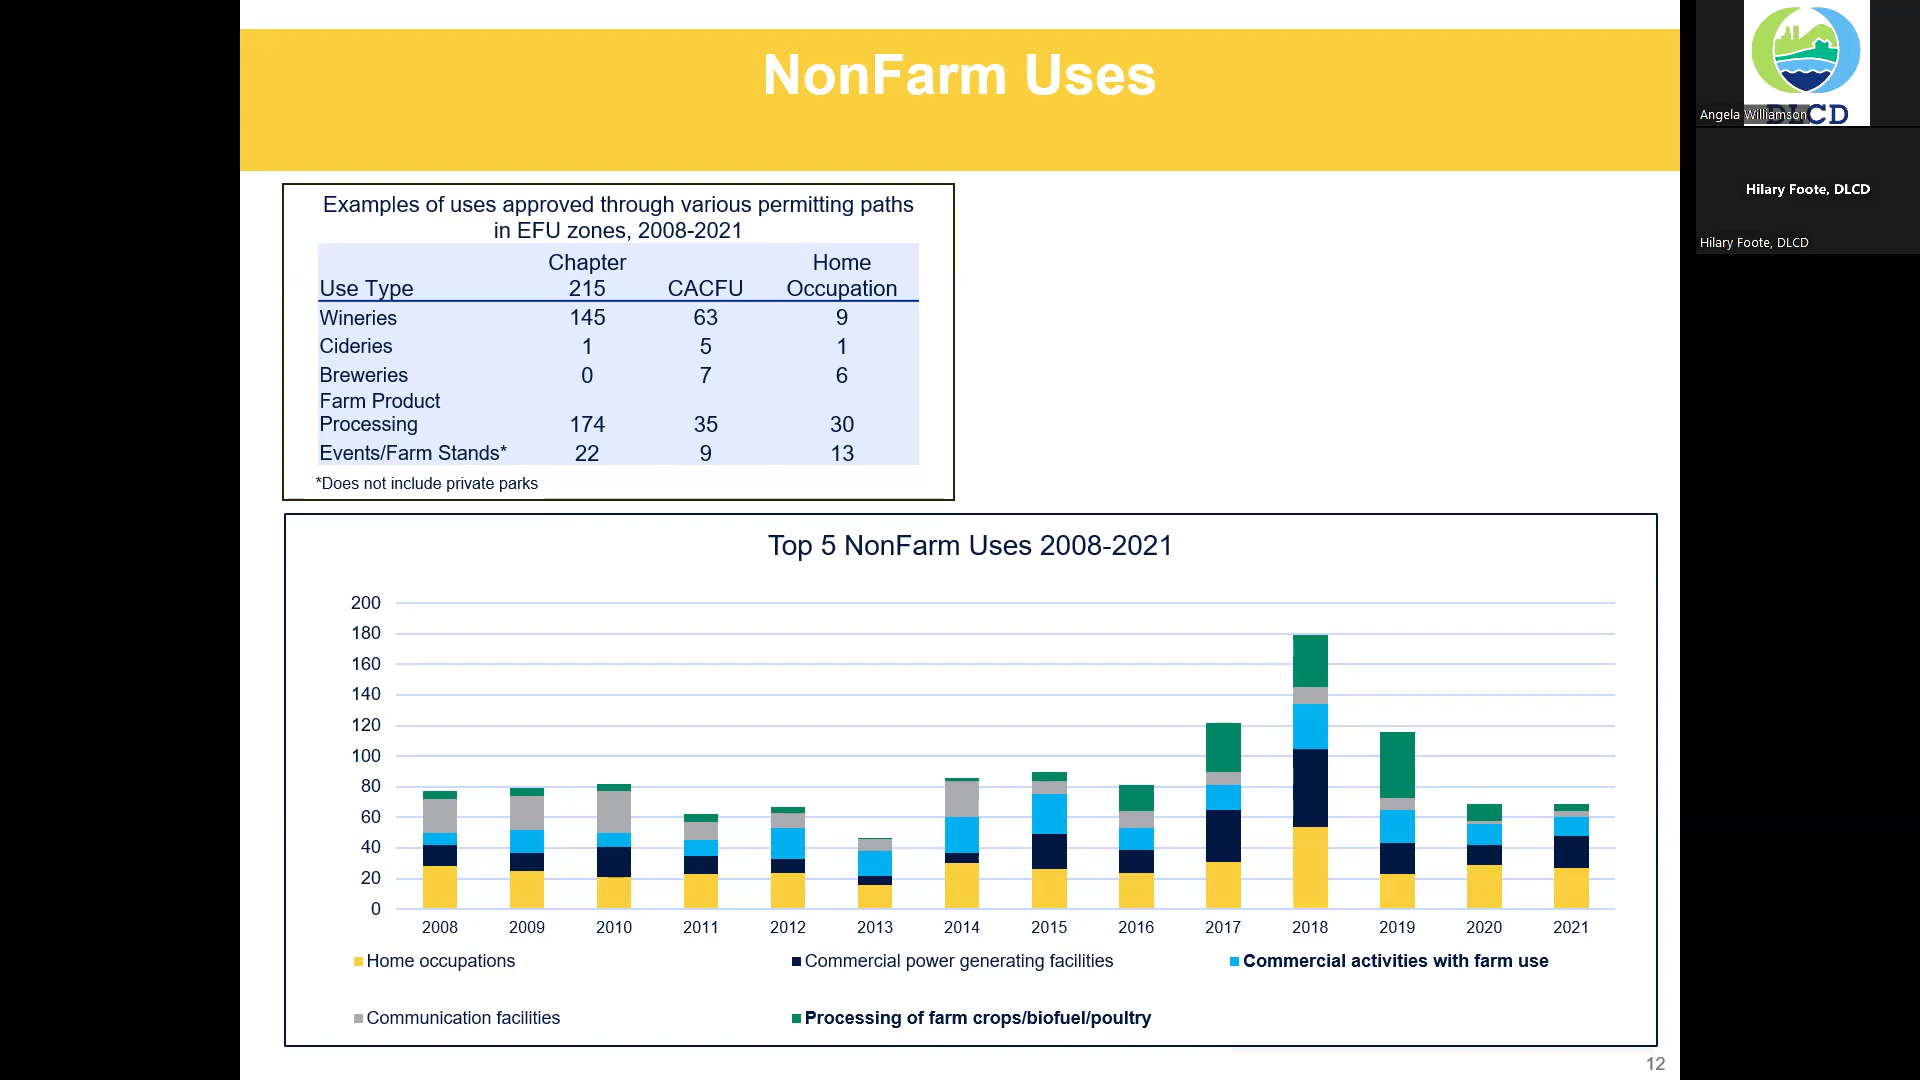 NonFarm Uses
Examples of uses approved through various permitting paths
in EFU zones, 2008-2021
Chapter Home
Use Type 215 CACFU Occupation
Wineries 145 63 9
Cideries 1 5 1
Breweries 0 7 6
Farm Product
Processing 174 35 30
Events/Farm Stands* 22 9 13
*Does not include private parks
Top 5 NonFarm Uses 2008-2021
200
180
160
140
120
100
80
60
40
20
0
2008 2009 2010 2011 2012 2013 2014 2015 2016 2017 2018 2019 2020 2021
Home occupations Commercial power generating facilities Commercial activities with farm use
Communication facilities Processing of farm crops/biofuel/poultry
12
DLCD
Angela Williamson
Hilary Foote, DLCD
Hilary Foote, DLCD